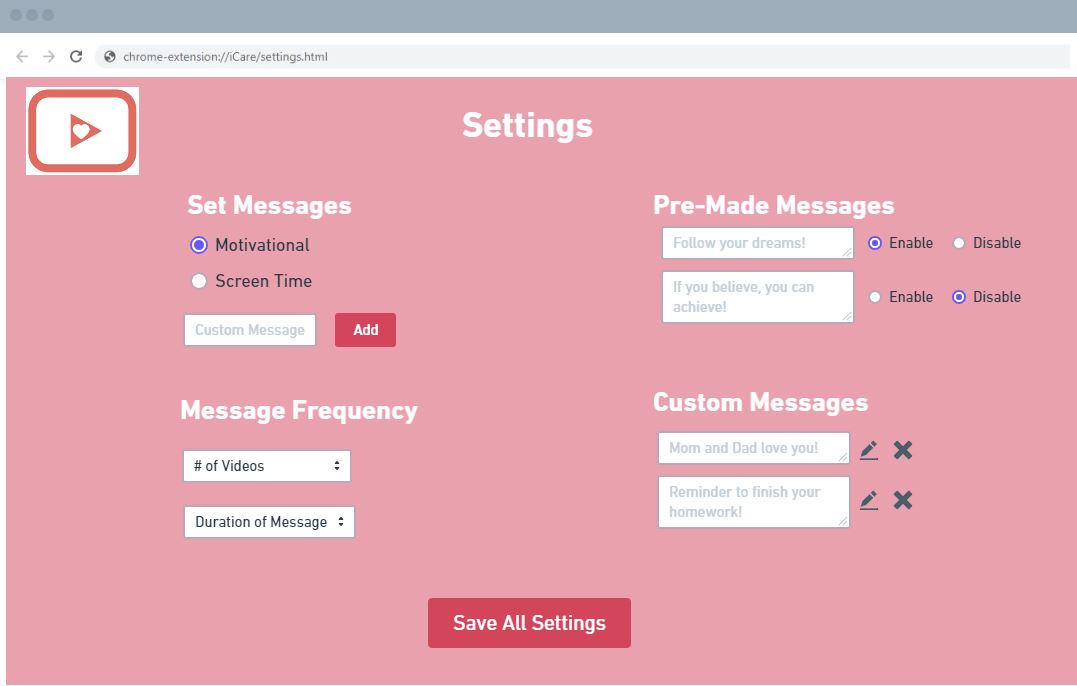 chrome-extension://iCare/settings.html
Settings
Set Messages
Motivational
Screen Time
Custom Message
Add
Message Frequency
# of Videos
Duration of Message
Pre-Made Messages
Follow your dreams!
Enable Disable
If you believe, you can
achieve!
Enable Disable
Custom Messages
Mom and Dad love you!
Reminder to finish your
homework!
Save All Settings